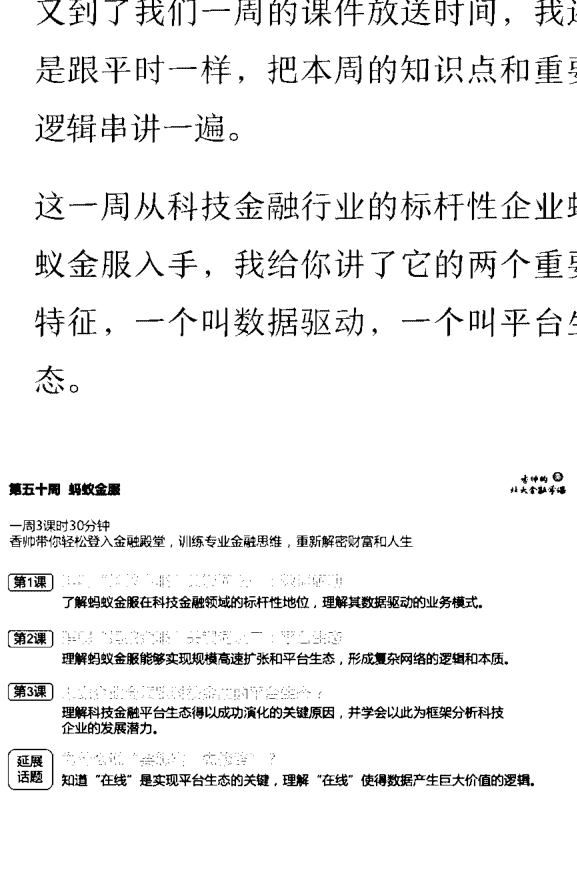 又到了我们一周的课件放送时间，我还
是跟平时一样，把本周的知识点和重要
逻辑串讲一遍。
这一周从科技金融行业的标杆性企业蚂
蚁金服入手，我给你讲了它的两个重要
特征，一个叫数据驱动，一个叫平台生
态。
第五十周 蚂蚁金服
香帅的
北大金融学课
一周3课时30分钟
香帅带你轻松登入金融殿堂，训练专业金融思维，重新解密财富和人生
第1课
了解蚂蚁金服在科技金融领域的标杆性地位，理解其数据驱动的业务模式。
第2课
理解蚂蚁金服能够实现规模高速扩张和平台生态，形成复杂网络的逻辑和本质。
第3课
理解科技金融平台生态得以成功演化的关键原因，并学会以此为框架分析科技
企业的发展潜力。
延展
话题
知道“在线”是实现平台生态的关键，理解“在线”使得数据产生巨大价值的逻辑。